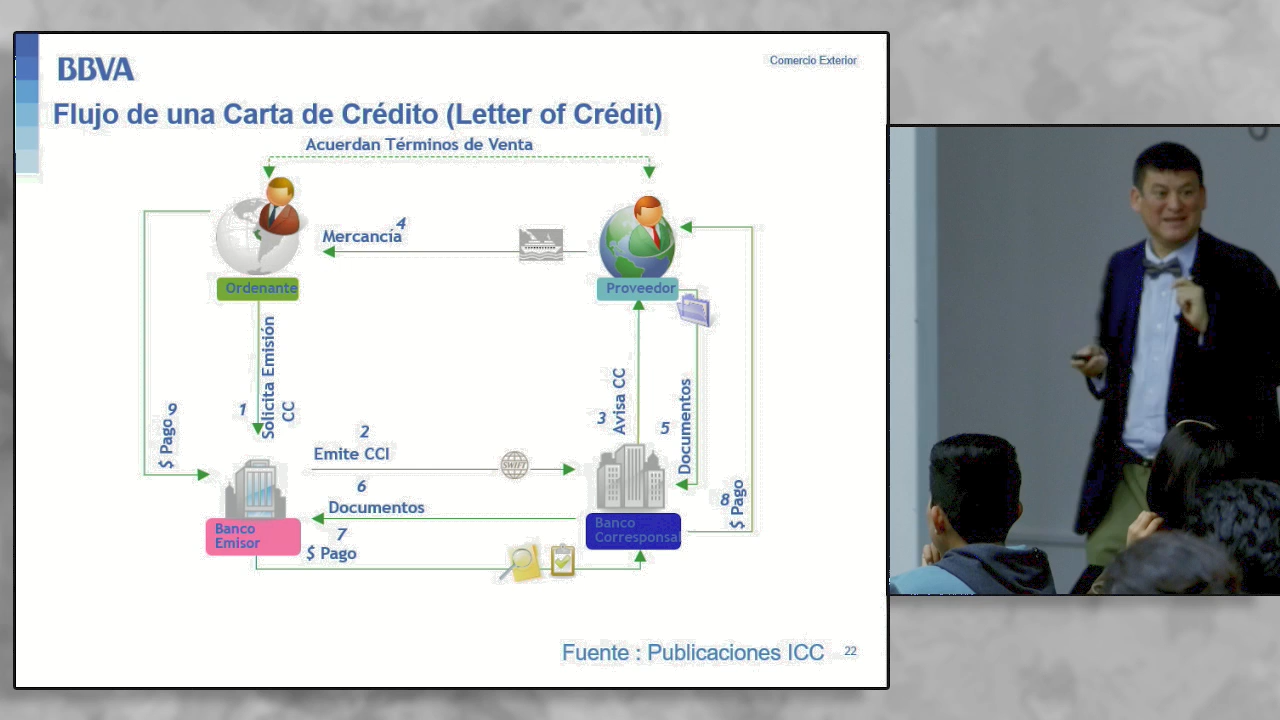 BBVA
Comercio Exterior
Flujo de una Carta de Crédito (Letter of Crédit)
Acuerdan Términos de Venta
4
Mercancía
Ordenante
Proveedor
9
$ Pago
1
Solicita Emisión
CC
2
Emite CCI
SWIFT
3
Avisa CC
5
Documentos
6
Documentos
8
$ Pago
Banco
Emisor
Banco
Corresponsal
7
$ Pago
Fuente : Publicaciones ICC
22